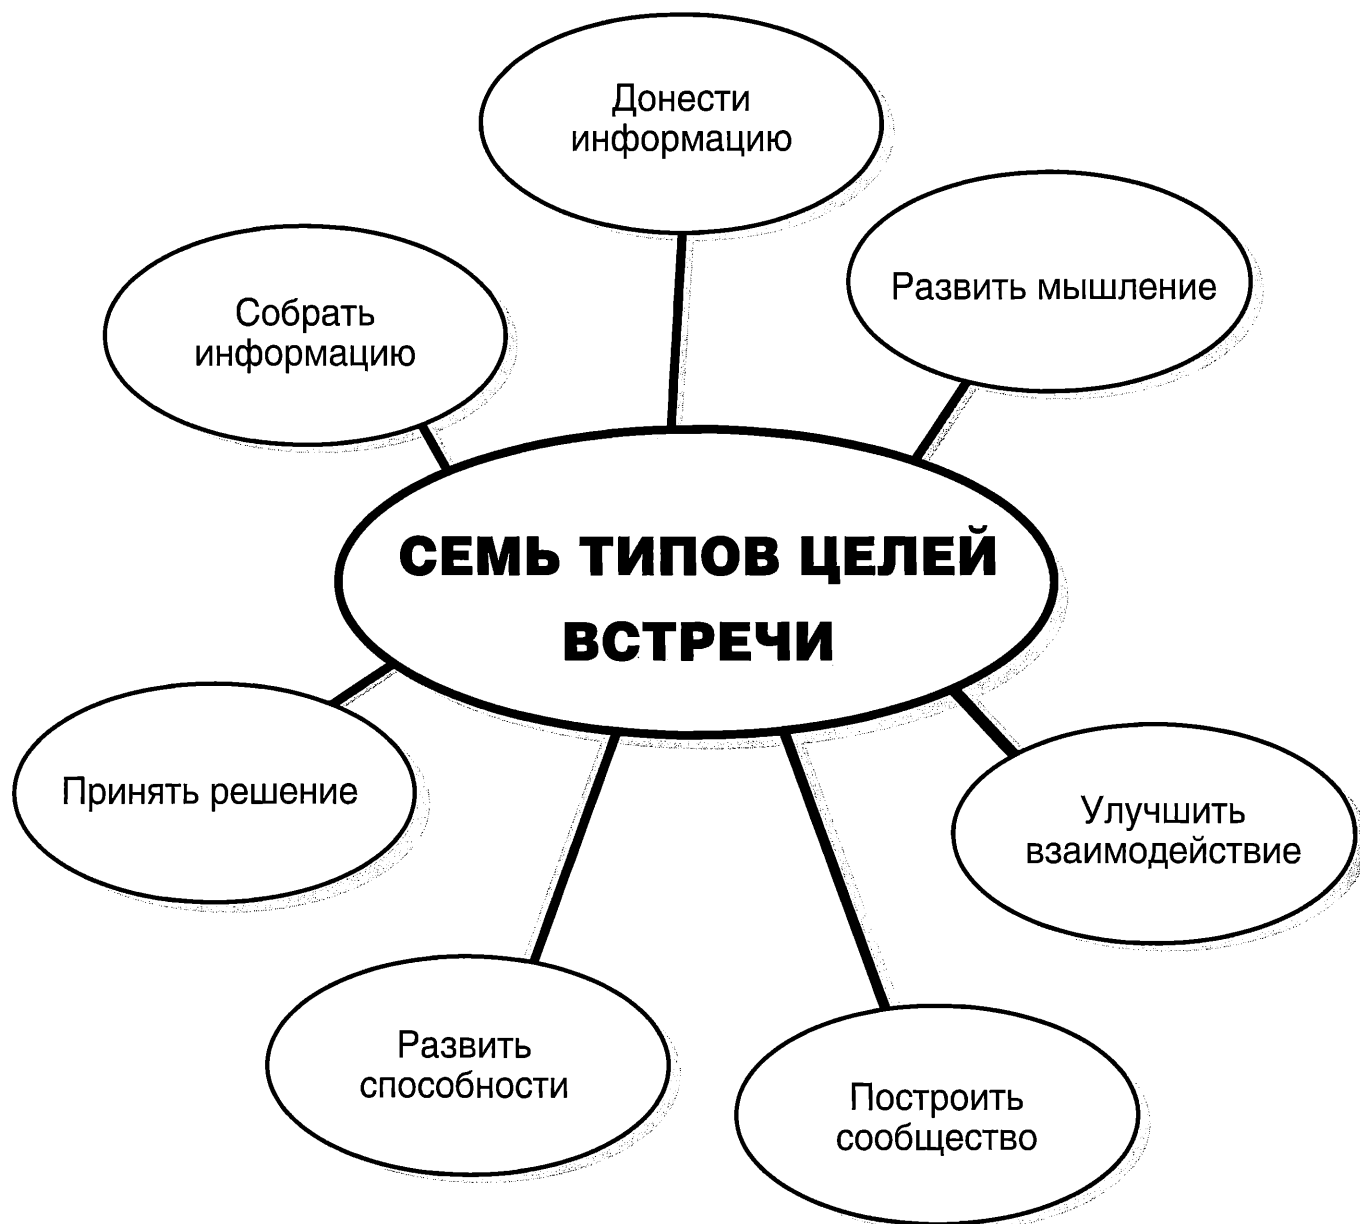 Донести
информацию
Развить мышление
Собрать
информацию
СЕМЬ ТИПОВ ЦЕЛЕЙ
ВСТРЕЧИ
Принять решение
Улучшить
взаимодействие
Развить
способности
Построить
сообщество